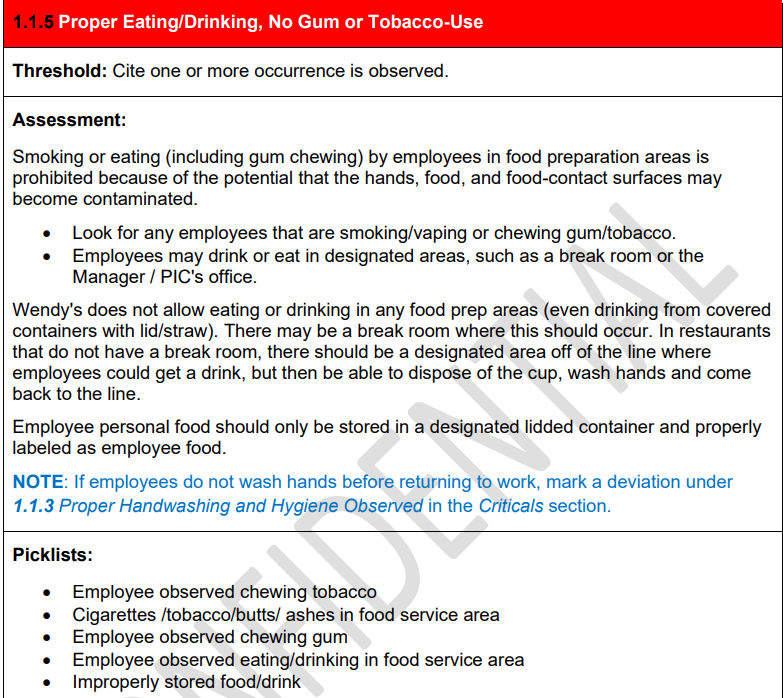 1.1.5 Proper Eating/Drinking, No Gum or Tobacco-Use
Threshold: Cite one or more occurrence is observed.
Assessment:
Smoking or eating (including gum chewing) by employees in food preparation areas is
prohibited because of the potential that the hands, food, and food-contact surfaces may
become contaminated.
• Look for any employees that are smoking/vaping or chewing gum/tobacco.
• Employees may drink or eat in designated areas, such as a break room or the
Manager / PIC's office.
Wendy's does not allow eating or drinking in any food prep areas (even drinking from covered
containers with lid/straw). There may be a break room where this should occur. In restaurants
that do not have a break room, there should be a designated area off of the line where
employees could get a drink, but then be able to dispose of the cup, wash hands and come
back to the line.
Employee personal food should only be stored in a designated lidded container and properly
labeled as employee food.
NOTE: If employees do not wash hands before returning to work, mark a deviation under
1.1.3 Proper Handwashing and Hygiene Observed in the Criticals section.
Picklists:
• Employee observed chewing tobacco
• Cigarettes /tobacco/butts/ ashes in food service area
• Employee observed chewing gum
• Employee observed eating/drinking in food service area
• Improperly stored food/drink
CONFIDENTIAL